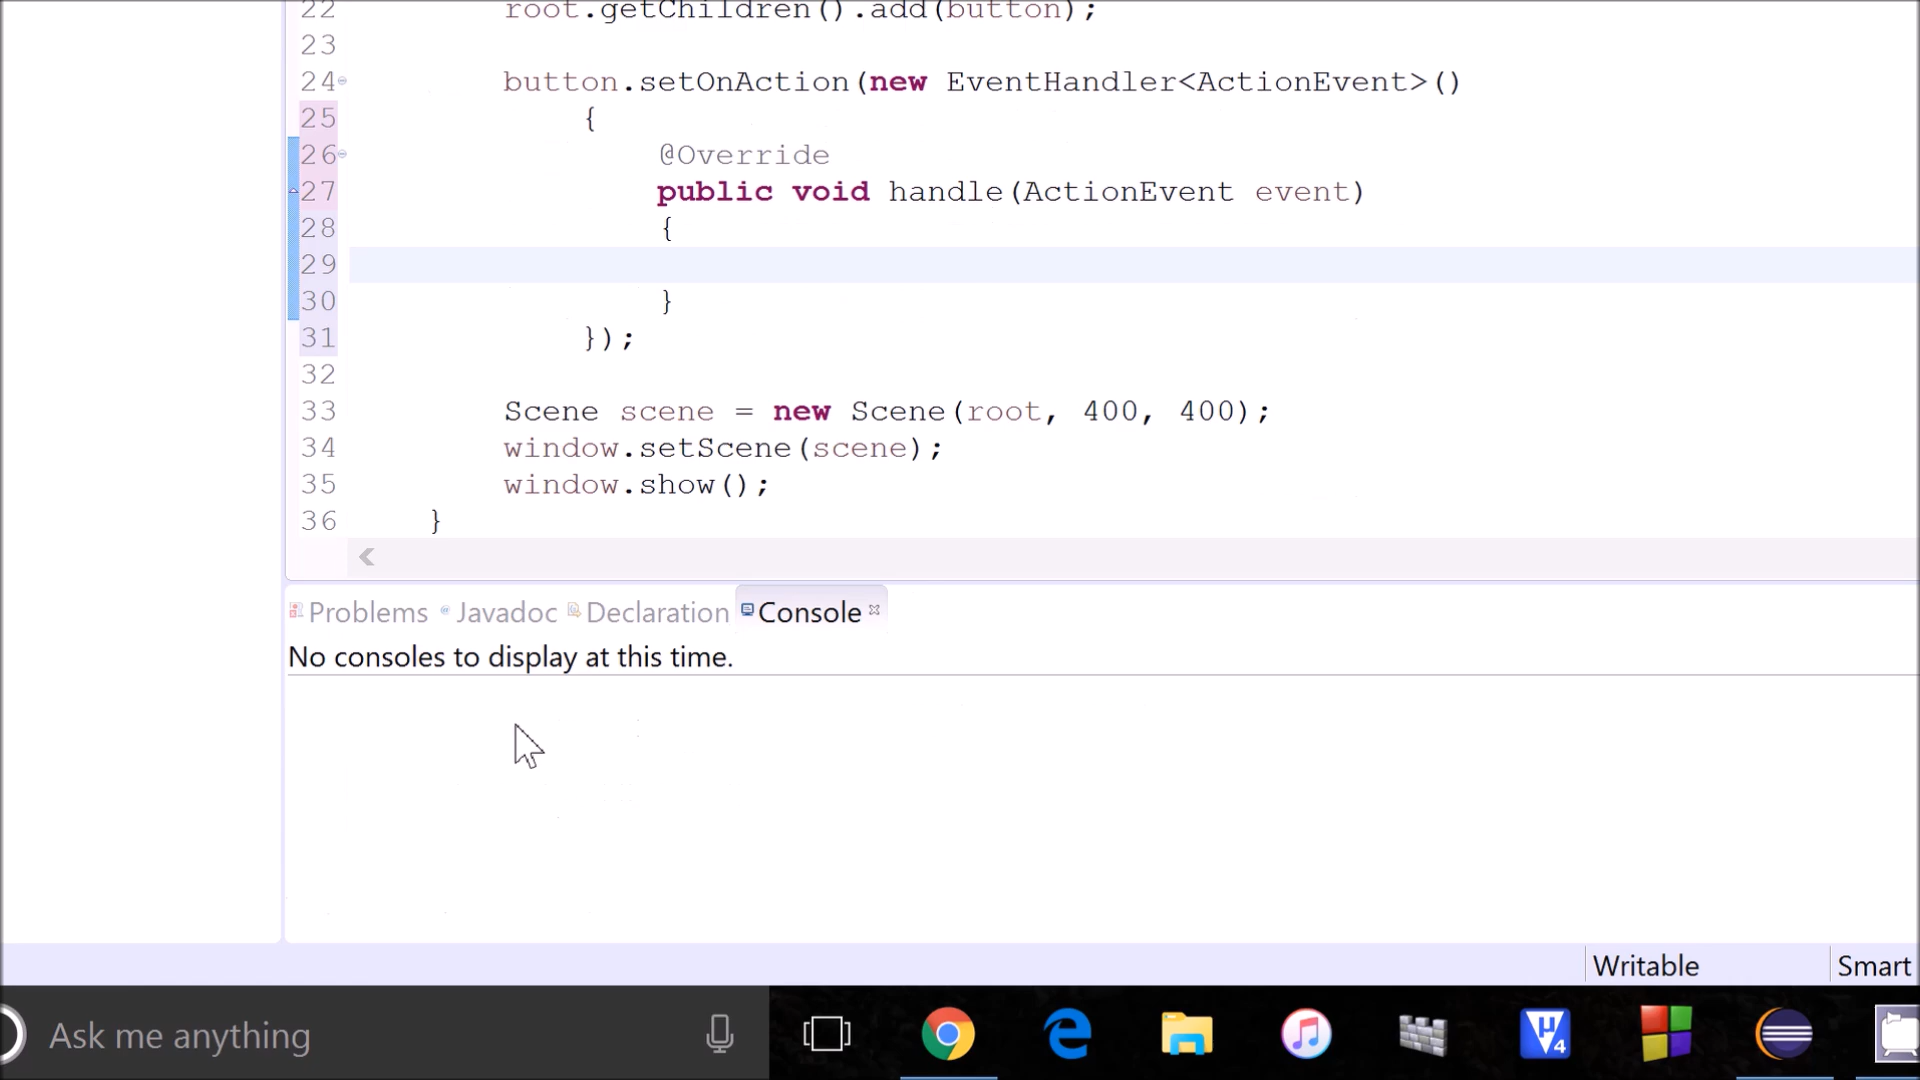 22 root.getChildren().add(button);
23
24 button.setOnAction(new EventHandler<ActionEvent>()
25 {
26 @Override
27 public void handle(ActionEvent event)
28 {
29
30 }
31 });
32
33 Scene scene = new Scene(root, 400, 400);
34 window.setScene(scene);
35 window.show();
36 }
Problems Javadoc Declaration Console
No consoles to display at this time.
Writable Smart
Ask me anything
µ
4